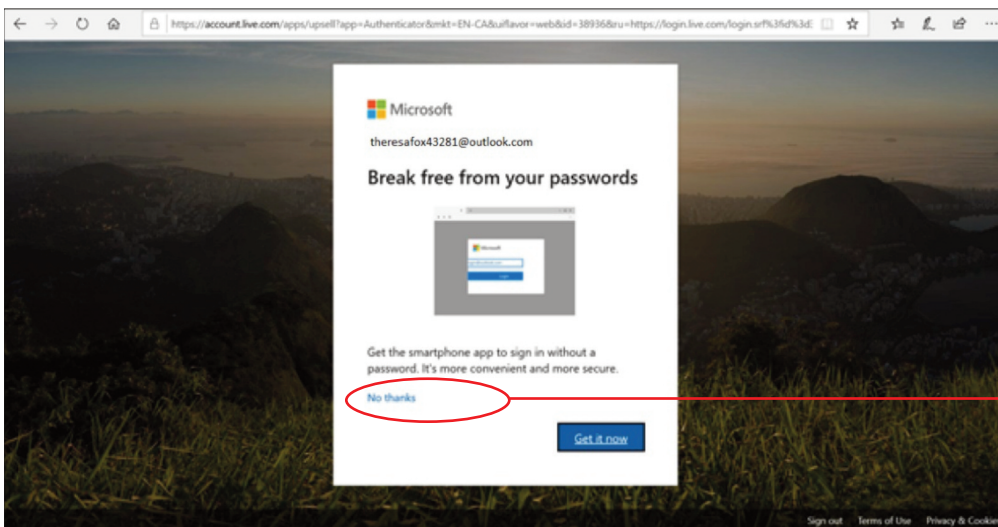 https://account.live.com/apps/upsell?app=Authenticator&mkt=EN-CA&uiflavor=web&id=38936&ru=https://login.live.com/login.srf%3fid%3d
Microsoft
theresafox43281@outlook.com
Break free from your passwords
Microsoft
Login
Get the smartphone app to sign in without a
password. It's more convenient and more secure.
No thanks
Get it now
Sign out Terms of Use Privacy & Cookie